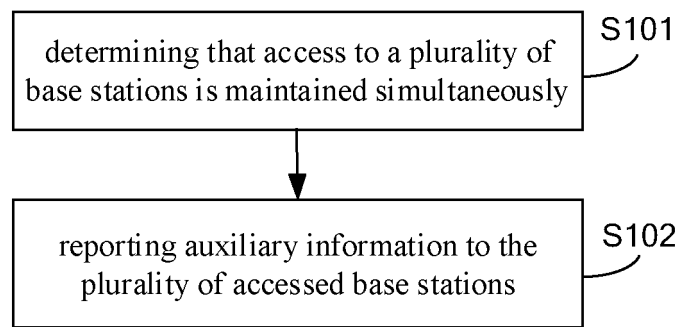 determining that access to a plurality of
base stations is maintained simultaneously
S101
reporting auxiliary information to the
plurality of accessed base stations
S102